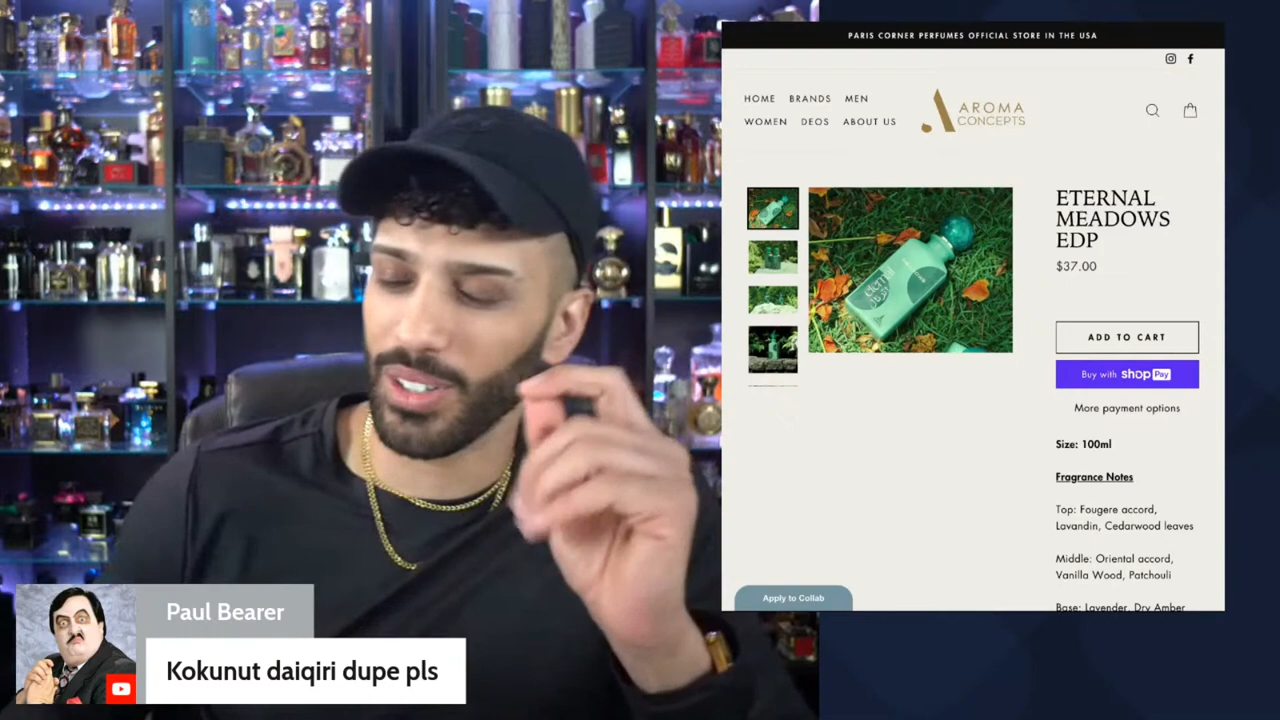 PARIS CORNER PERFUMES OFFICIAL STORE IN THE USA
HOME BRANDS MEN
WOMEN DEOS ABOUT US
AROMA
CONCEPTS
ETERNAL
MEADOWS
EDP
$37.00
ADD TO CART
Buy with shop Pay
More payment options
Size: 100ml
Fragrance Notes
Top: Fougere accord,
Lavandin, Cedarwood leaves
Middle: Oriental accord,
Vanilla Wood, Patchouli
Base: Lavender, Dry Amber
Apply to Collab
Paul Bearer
Kokunut daiqiri dupe pls